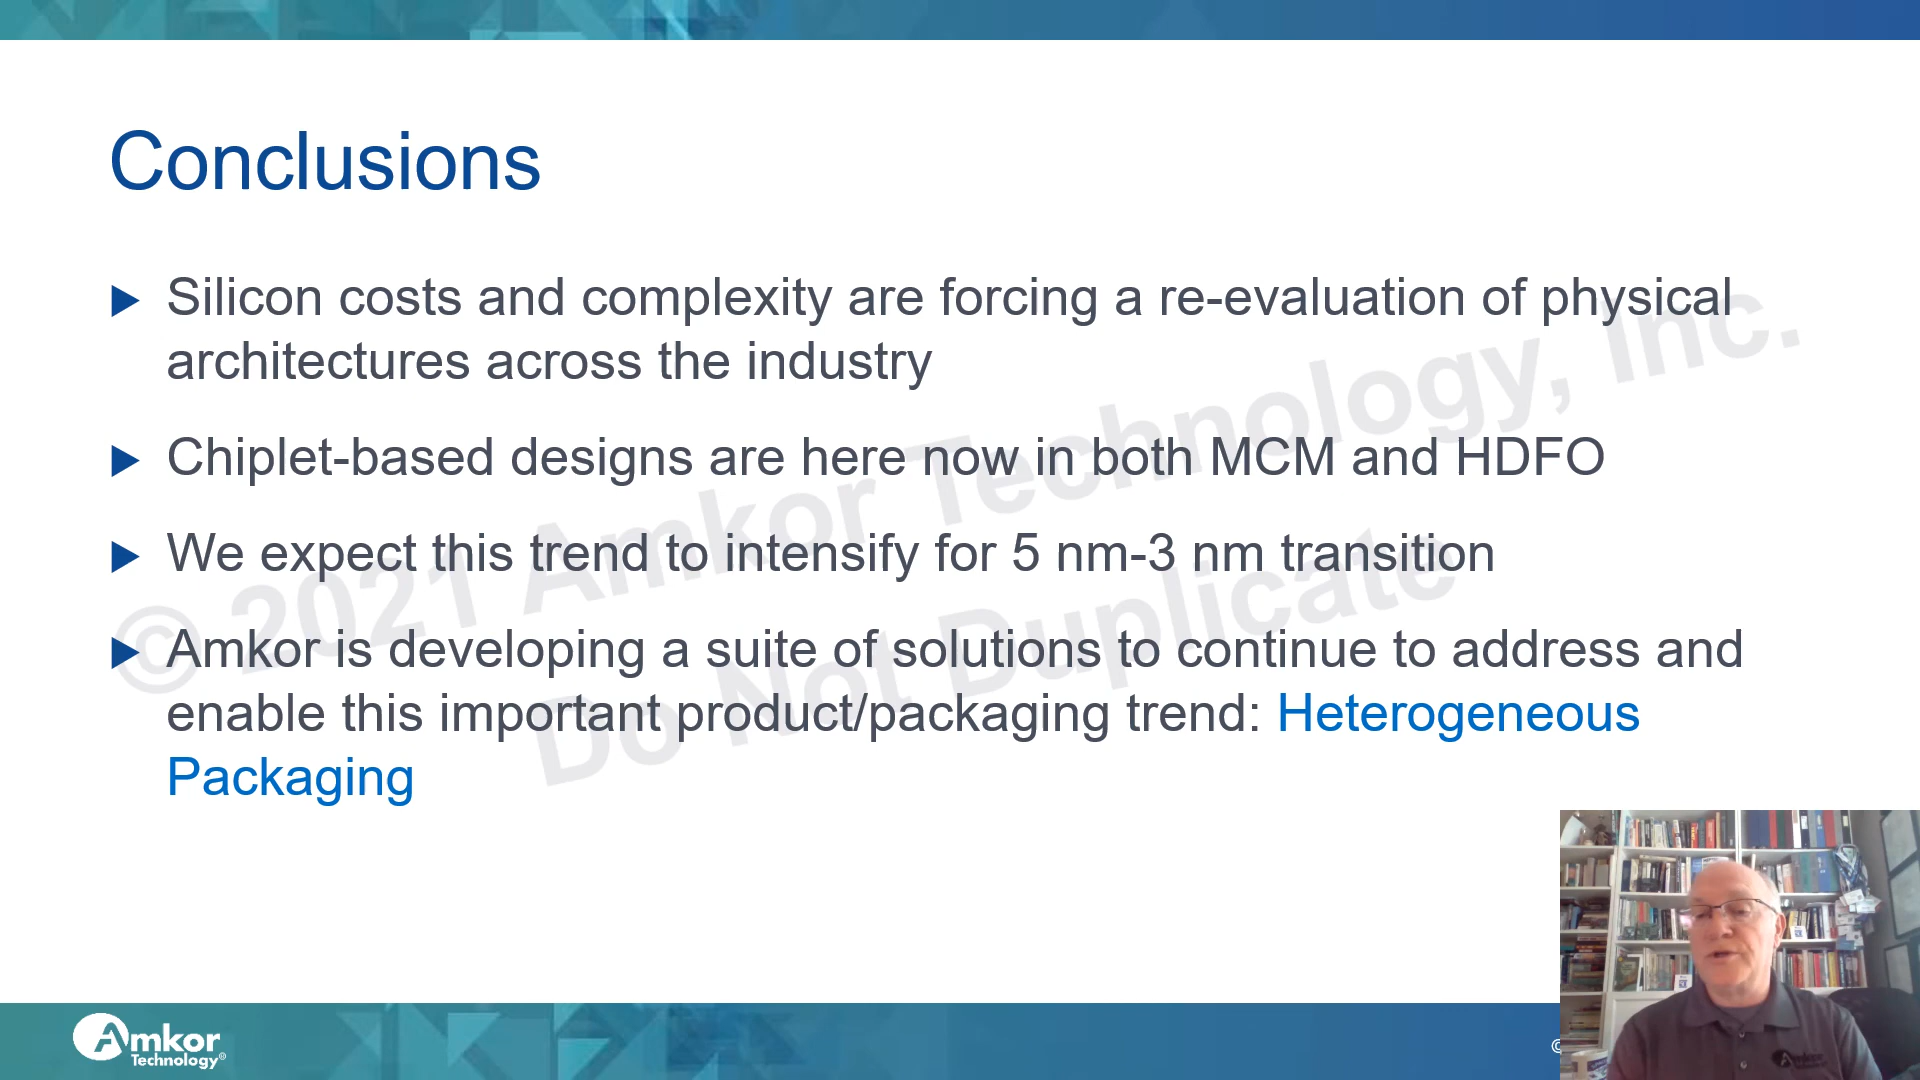 Conclusions
Silicon costs and complexity are forcing a re-evaluation of physical
architectures across the industry
Chiplet-based designs are here now in both MCM and HDFO
We expect this trend to intensify for 5 nm-3 nm transition
Amkor is developing a suite of solutions to continue to address and
enable this important product/packaging trend: Heterogeneous
Packaging
© 2021 Amkor Technology, Inc.
Do Not Duplicate
Amkor
Technology®
©
Amkor